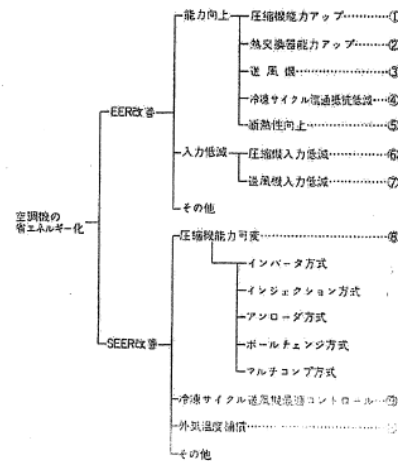 能力向上
圧縮機能力アップ…………①
熱交換器能力アップ…………②
送風機…………③
冷凍サイクル流通抵抗低減…………④
断熱性向上…………⑤
EER改善
入力低減
圧縮機入力低減…………⑥
送風機入力低減…………⑦
その他
空調機の
省エネルギー化
圧縮機能力可変…………⑧
インバータ方式
インジェクション方式
アンローダ方式
ポールチェンジ方式
マルチコンプ方式
SEER改善
冷凍サイクル送風機最適コントロール…
外気温度補償…………
その他